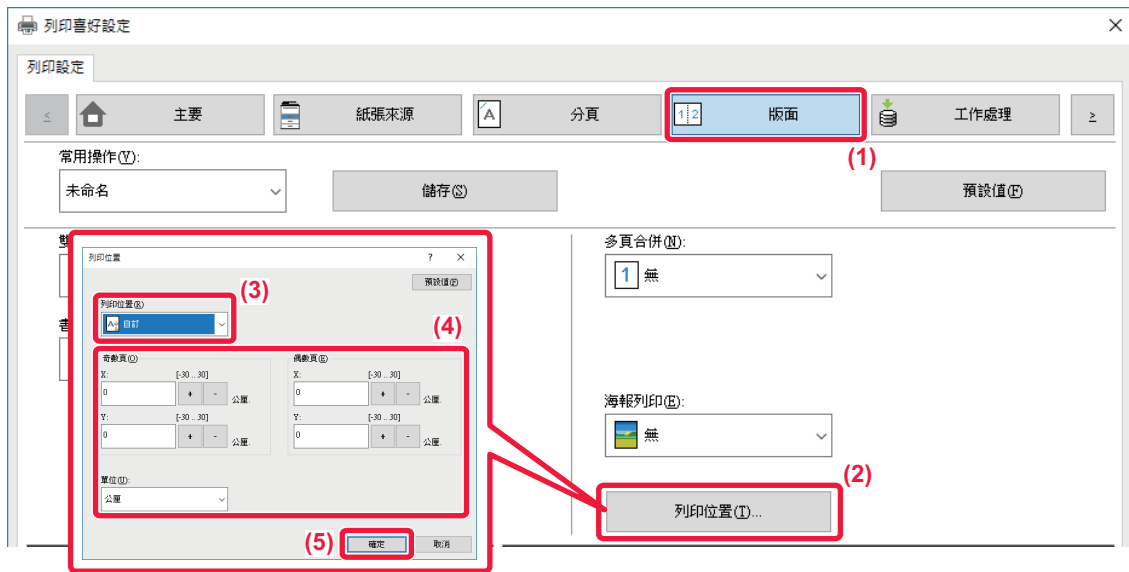 列印喜好設定
列印設定
< 主要 紙張來源 A 分頁 1 2 版面 工作處理 >
(1)
常用操作(Y):
未命名 儲存(S) 預設值(F)
多頁合併(N):
1 無
列印位置 ?
預設值(F)
(3)
列印位置(R)
自訂
(4)
奇數頁(O) 偶數頁(E)
X: [-30 .. 30] X: [-30 .. 30]
0 + - 公厘. 0 + - 公厘.
Y: [-30 .. 30] Y: [-30 .. 30]
0 + - 公厘. 0 + - 公厘.
單位(U):
公厘
(5) 確定 取消
海報列印(E):
無
(2)
列印位置(T)...